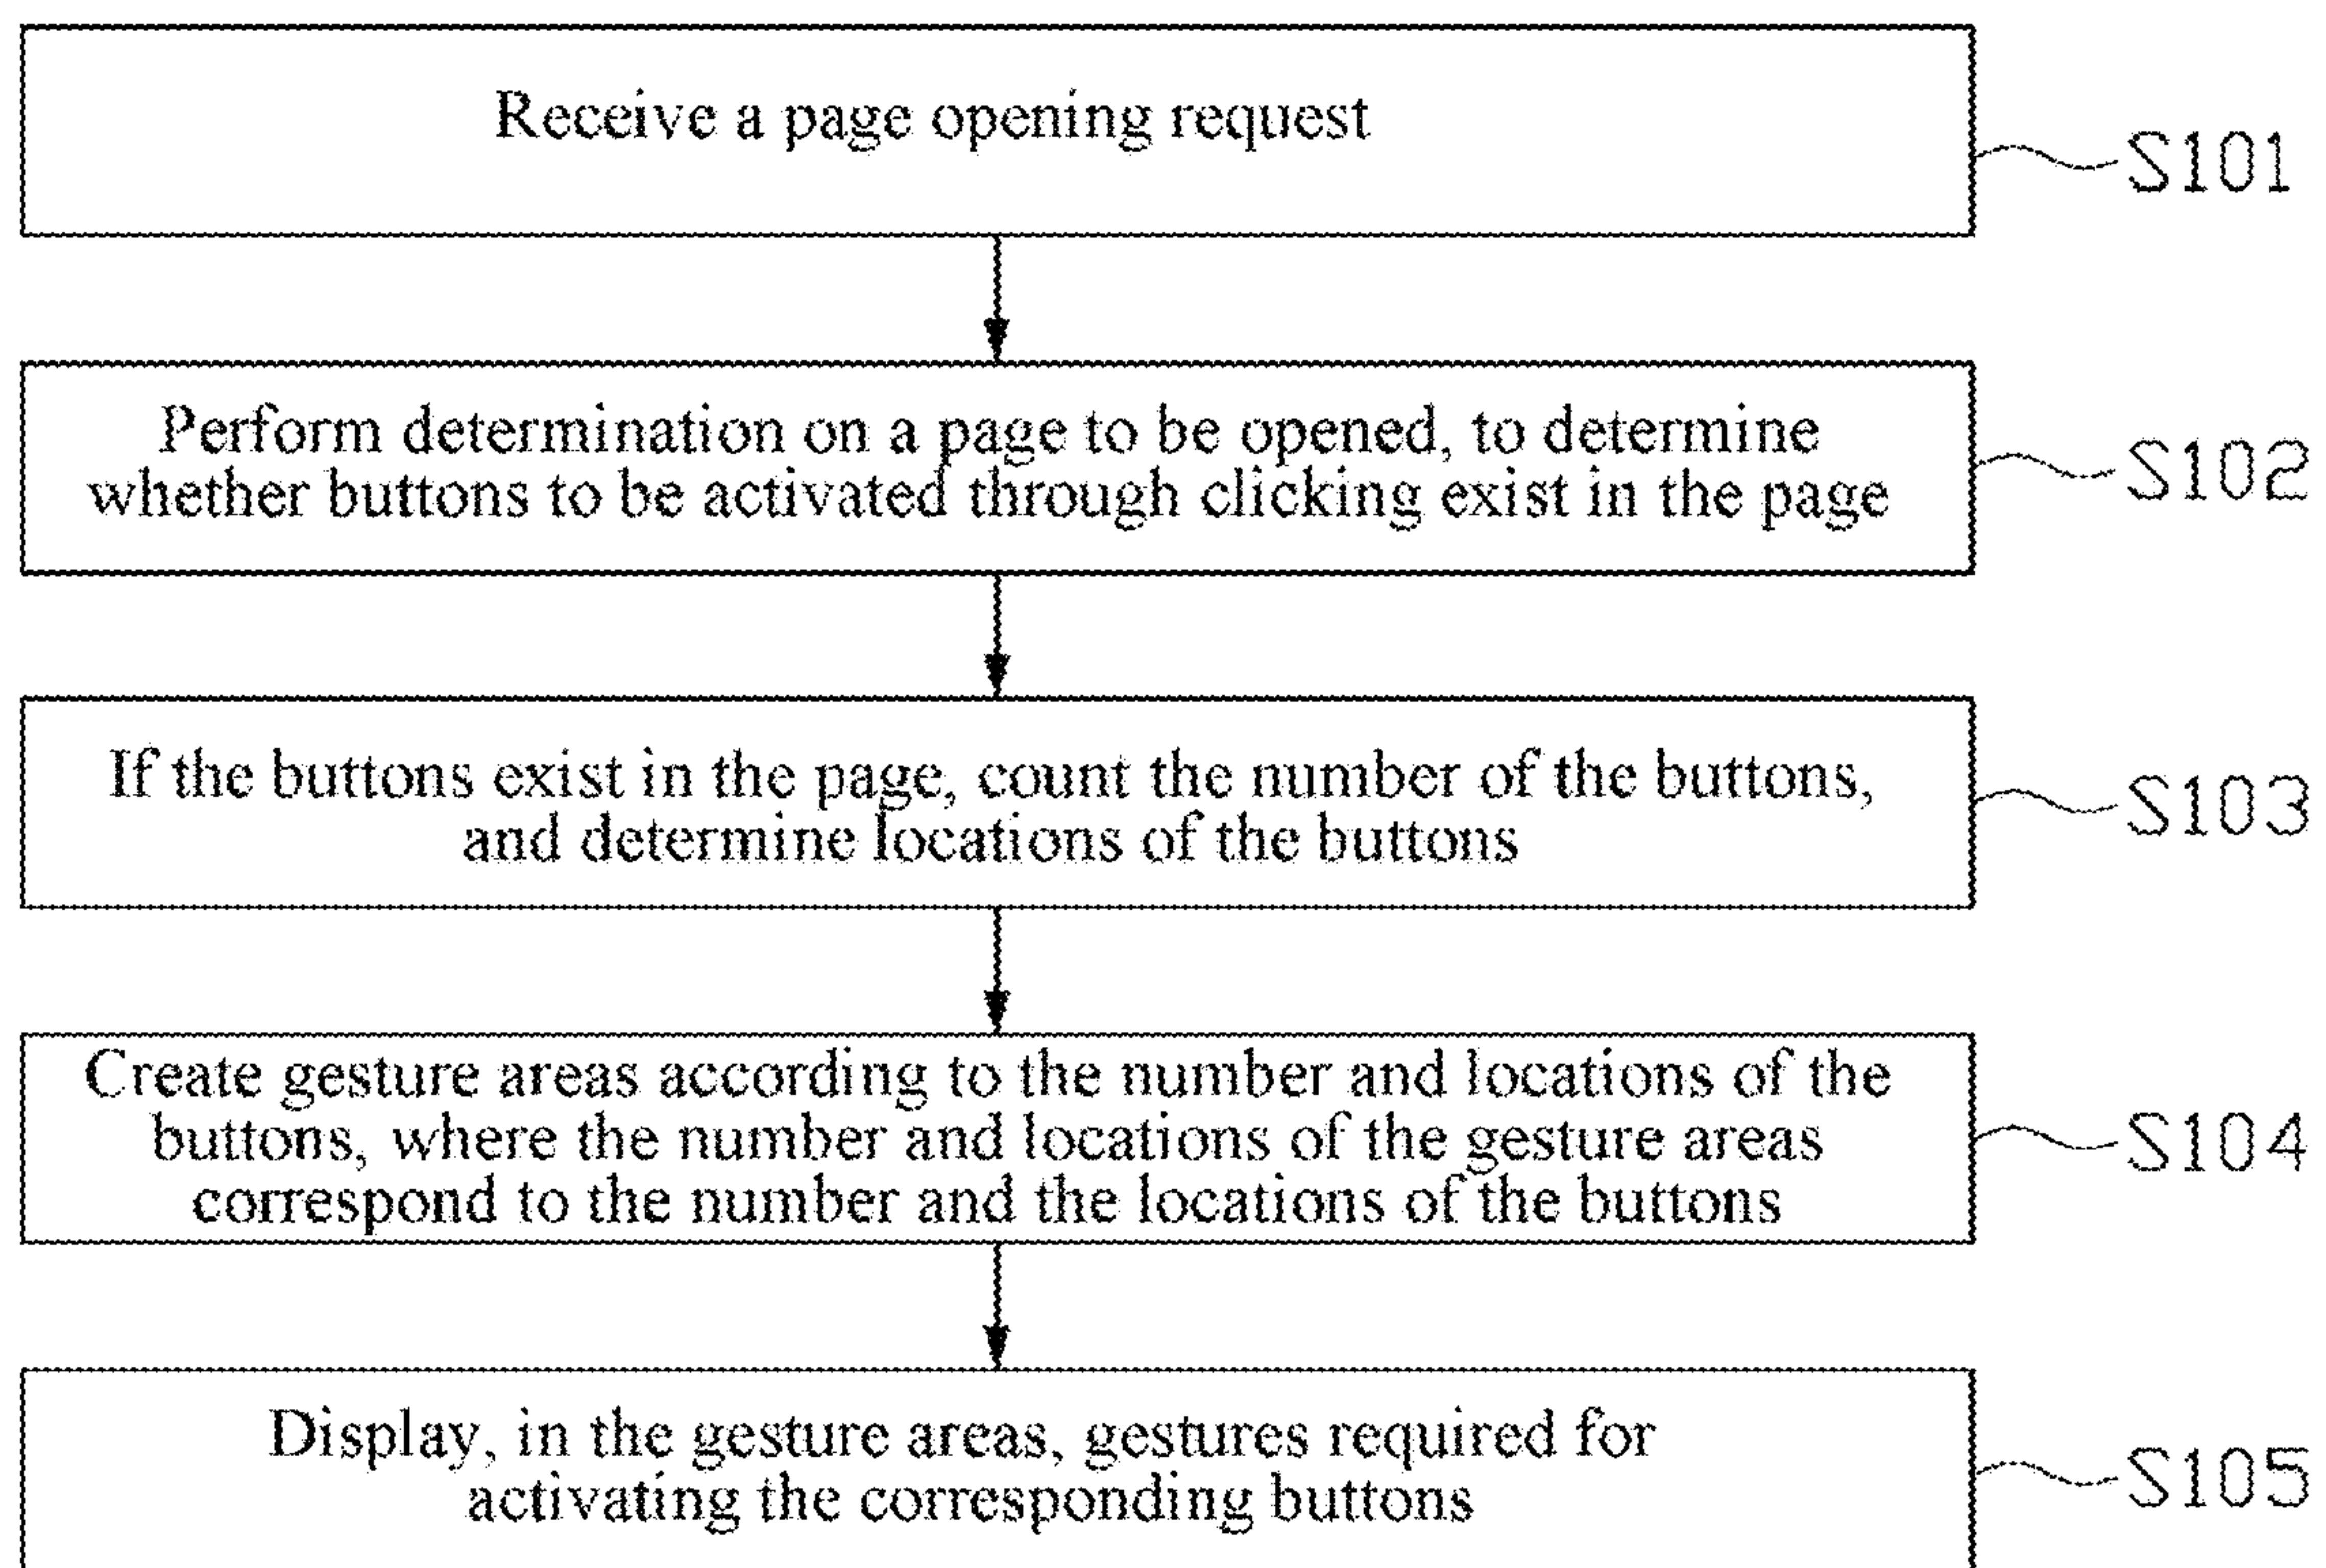 Receive a page opening request
S101
Perform determination on a page to be opened, to determine
whether buttons to be activated through clicking exist in the page
S102
If the buttons exist in the page, count the number of the buttons,
and determine locations of the buttons
S103
Create gesture areas according to the number and locations of the
buttons, where the number and locations of the gesture areas
correspond to the number and the locations of the buttons
S104
Display, in the gesture areas, gestures required for
activating the corresponding buttons
S105